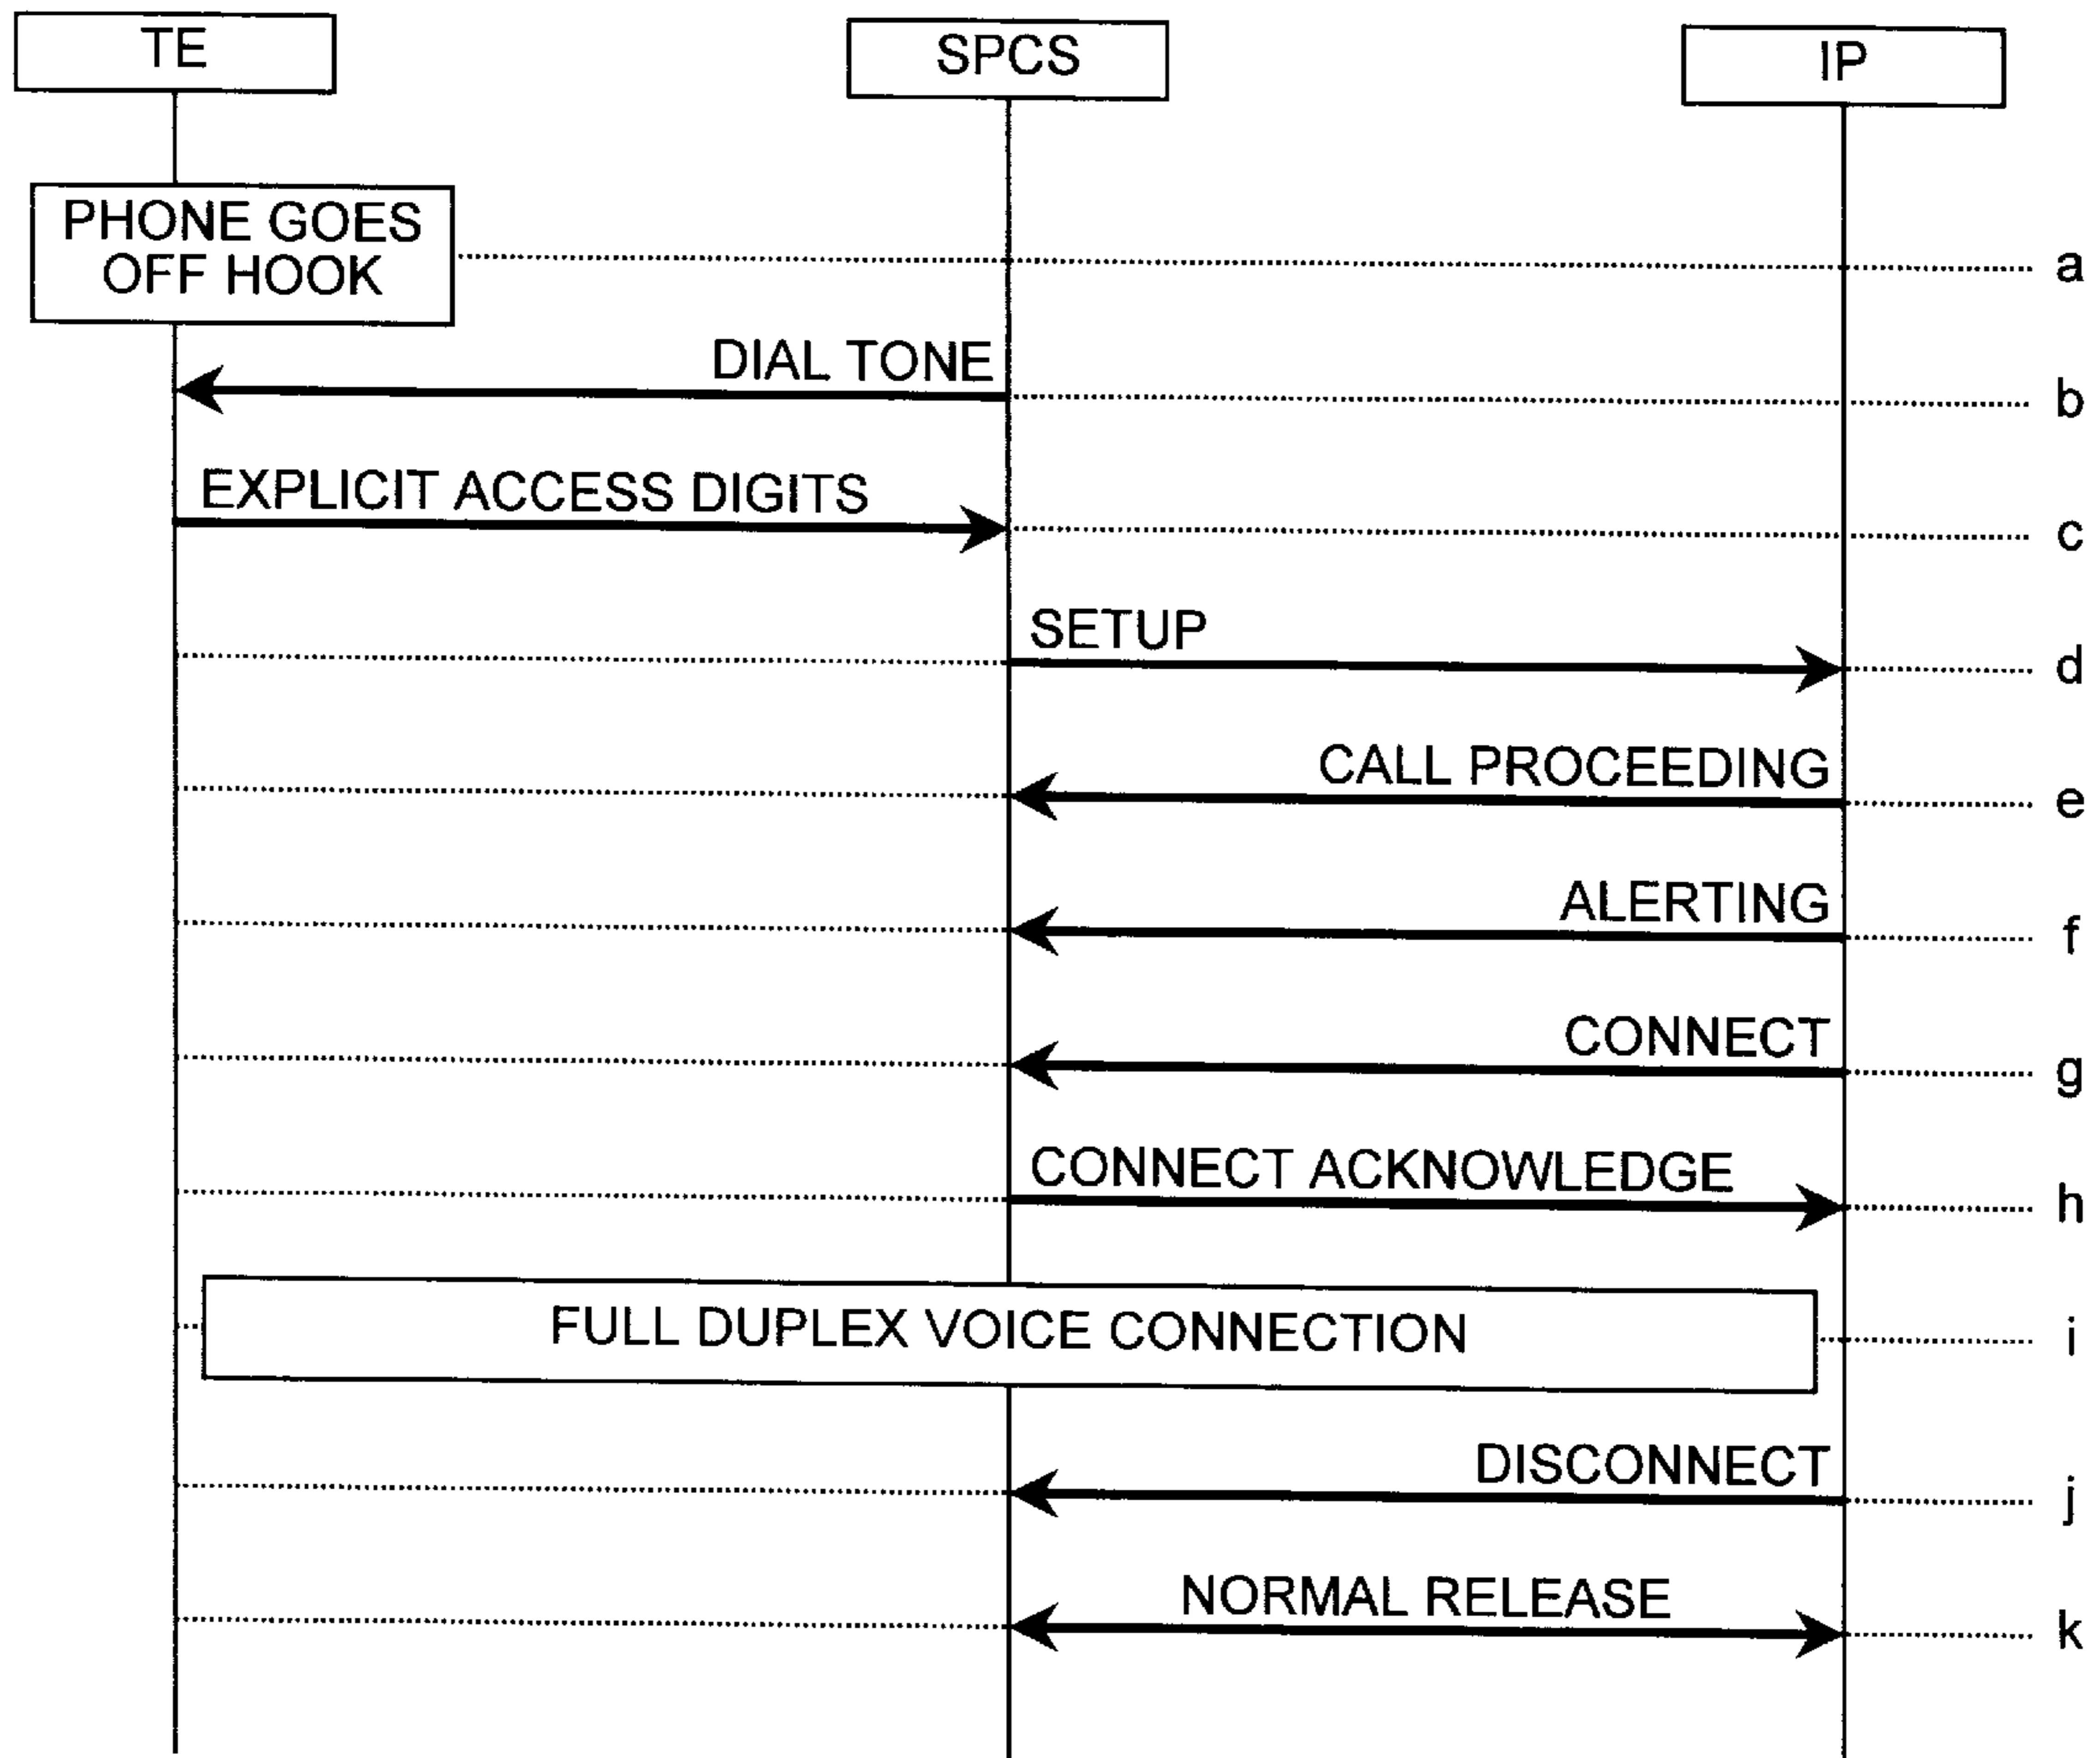 TE
SPCS
IP
PHONE GOES
OFF HOOK
a
DIAL TONE
b
EXPLICIT ACCESS DIGITS
c
SETUP
d
CALL PROCEEDING
e
ALERTING
f
CONNECT
g
CONNECT ACKNOWLEDGE
h
FULL DUPLEX VOICE CONNECTION
i
DISCONNECT
j
NORMAL RELEASE
k